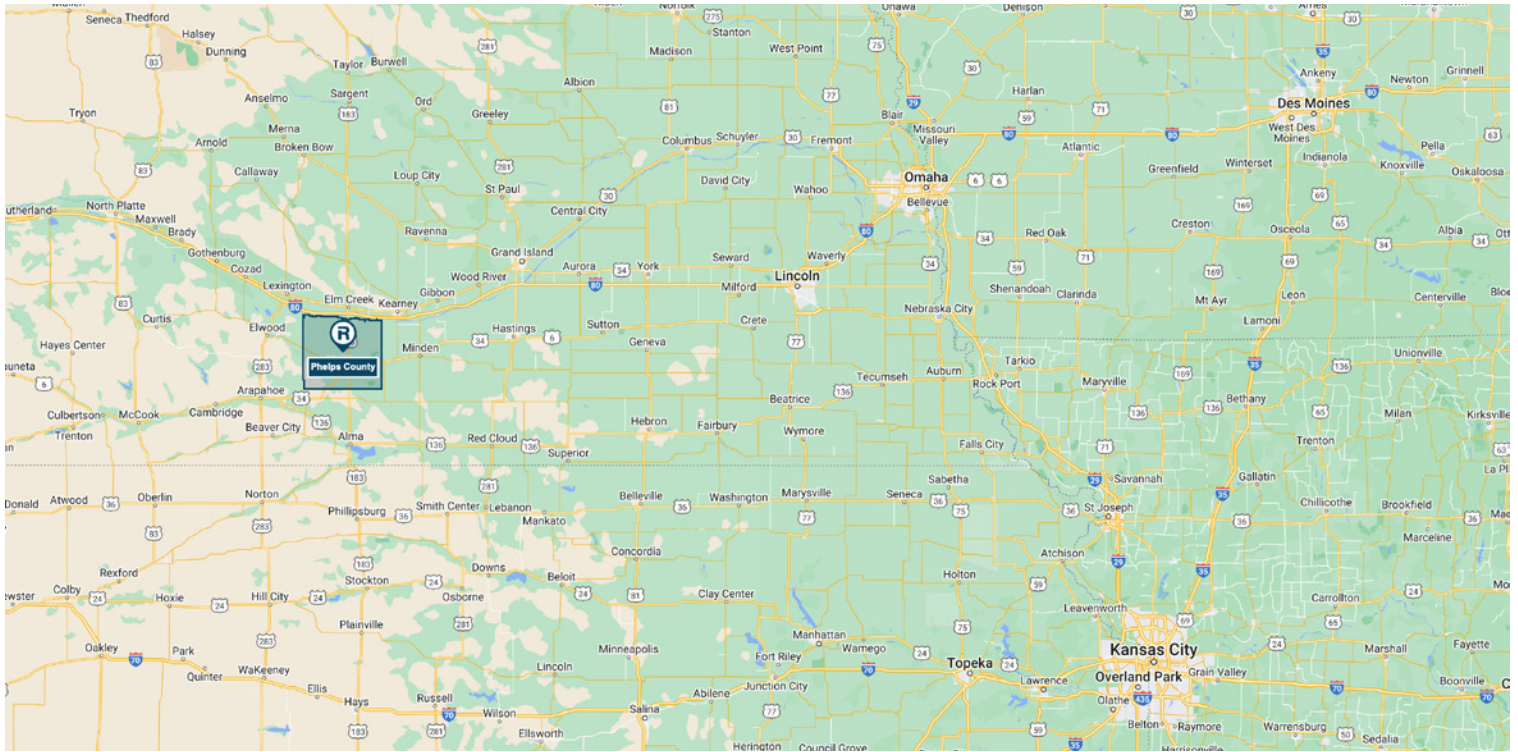 Seneca Thedford
Halsey
Dunning
Taylor Burwell
Norfolk
Stanton
Madison
West Point
Onawa
Denison
Ames
Ankeny
Newton
Grinnell
Anselmo
Sargent
Ord
Albion
Greeley
Harlan
Blair
Missouri
Valley
Des Moines
West Des
Moines
Tryon
Merna
Broken Bow
Arnold
Columbus
Schuyler
Fremont
Atlantic
Greenfield
Winterset
Indianola
Pella
Knoxville
Oskaloosa
Callaway
Loup City
St Paul
David City
Wahoo
Omaha
Bellevue
North Platte
Maxwell
Brady
Central City
Ravenna
Red Oak
Creston
Osceola
Albia
Gothenburg
Cozad
Lexington
Grand Island
Wood River
Aurora
York
Seward
Waverly
Lincoln
Milford
Elm Creek
Kearney
Gibbon
Shenandoah
Clarinda
Mt Ayr
Leon
Centerville
Nebraska City
Lamoni
Curtis
Elwood
R
Phelps County
Minden
Hastings
Sutton
Crete
Geneva
Hayes Center
Arapahoe
Tecumseh
Auburn
Rock Port
Tarkio
Maryville
Bethany
Unionville
Culbertson
McCook
Cambridge
Trenton
Beaver City
Alma
Red Cloud
Superior
Hebron
Fairbury
Beatrice
Wymore
Falls City
Milan
Trenton
Gallatin
Savannah
Sabetha
Atwood
Oberlin
Norton
Phillipsburg
Smith Center
Lebanon
Mankato
Belleville
Washington
Marysville
Seneca
St Joseph
Chillicothe
Brookfield
Marceline
Concordia
Atchison
Rexford
Colby
Hoxie
Hill City
Stockton
Downs
Osborne
Beloit
Clay Center
Holton
Leavenworth
Carrollton
Plainville
Minneapolis
Manhattan
Wamego
Fort Riley
Junction City
Topeka
Lawrence
Kansas City
Overland Park
Olathe
Grain Valley
Marshall
Fayette
Boonville
Oakley
Park
Quinter
WaKeeney
Ellis
Hays
Russell
Wilson
Lincoln
Ellsworth
Salina
Abilene
Herington
Council Grove
Belton
Raymore
Harrisonville
Warrensburg
Sedalia